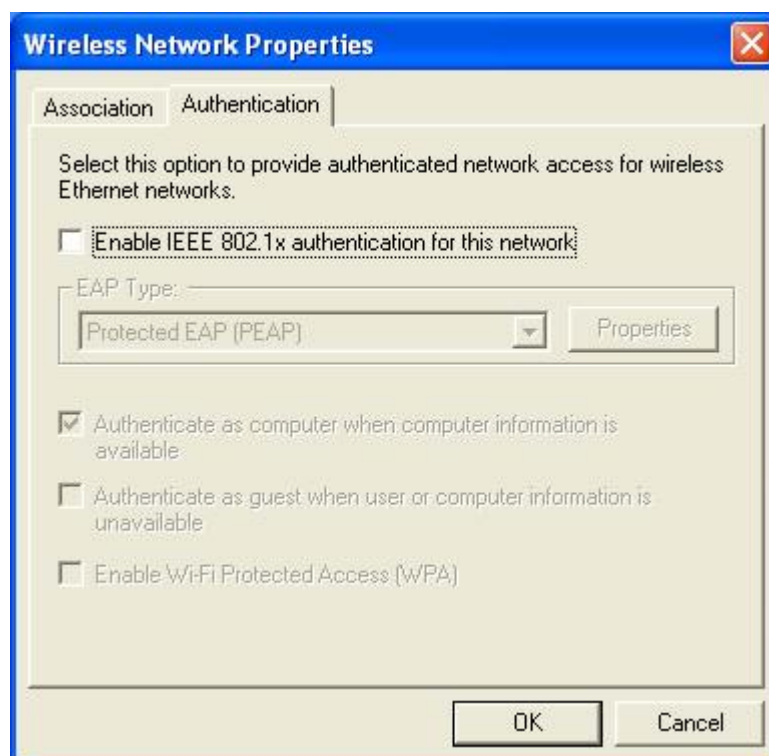 Wireless Network Properties
Association
Authentication
Select this option to provide authenticated network access for wireless
Ethernet networks.
Enable IEEE 802.1x authentication for this network
EAP Type:
Protected EAP (PEAP)
Properties
Authenticate as computer when computer information is
available
Authenticate as guest when user or computer information is
unavailable
Enable Wi-Fi Protected Access (WPA)
OK
Cancel